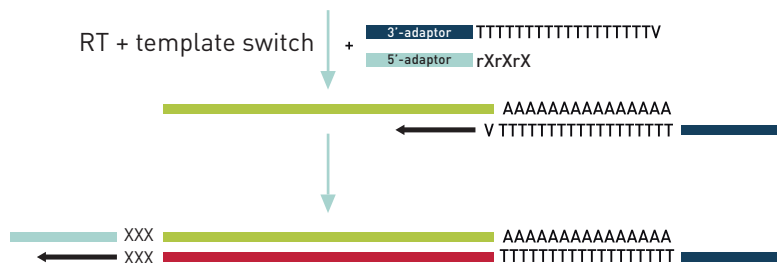 RT + template switch
+
3'-adaptor TTTTTTTTTTTTTTTTTTV
5'-adaptor rXrXrX
AAAAAAAAAAAAAAA
V TTTTTTTTTTTTTTTTTT
XXX AAAAAAAAAAAAAAA
XXX TTTTTTTTTTTTTTTTTT